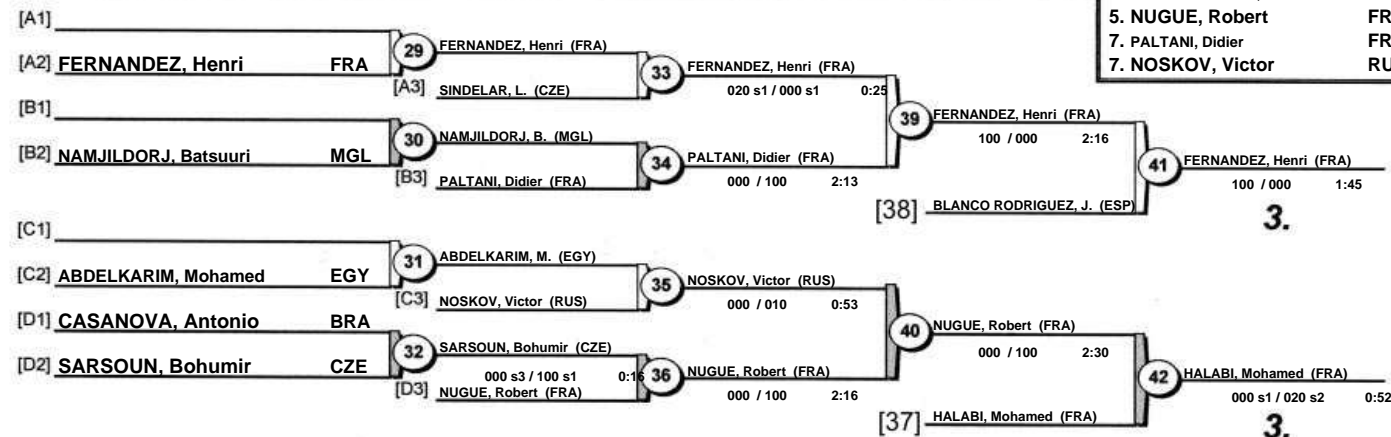 5. NUGUE, Robert FR
7. PALTANI, Didier FR
7. NOSKOV, Victor RU
[A1]
[A2] FERNANDEZ, Henri FRA
29
FERNANDEZ, Henri (FRA)
[A3] SINDELAR, L. (CZE)
33
FERNANDEZ, Henri (FRA)
020 s1 / 000 s1 0:25
[B1]
[B2] NAMJILDORJ, Batsuuri MGL
30
NAMJILDORJ, B. (MGL)
[B3] PALTANI, Didier (FRA)
34
PALTANI, Didier (FRA)
000 / 100 2:13
39
FERNANDEZ, Henri (FRA)
100 / 000 2:16
[38] BLANCO RODRIGUEZ, J. (ESP)
41
FERNANDEZ, Henri (FRA)
100 / 000 1:45
3.
[C1]
[C2] ABDELKARIM, Mohamed EGY
31
ABDELKARIM, M. (EGY)
[C3] NOSKOV, Victor (RUS)
35
NOSKOV, Victor (RUS)
000 / 010 0:53
[D1] CASANOVA, Antonio BRA
[D2] SARSOUN, Bohumir CZE
32
SARSOUN, Bohumir (CZE)
000 s3 / 100 s1 0:16
[D3] NUGUE, Robert (FRA)
36
NUGUE, Robert (FRA)
000 / 100 2:16
40
NUGUE, Robert (FRA)
000 / 100 2:30
[37] HALABI, Mohamed (FRA)
42
HALABI, Mohamed (FRA)
000 s1 / 020 s2 0:52
3.